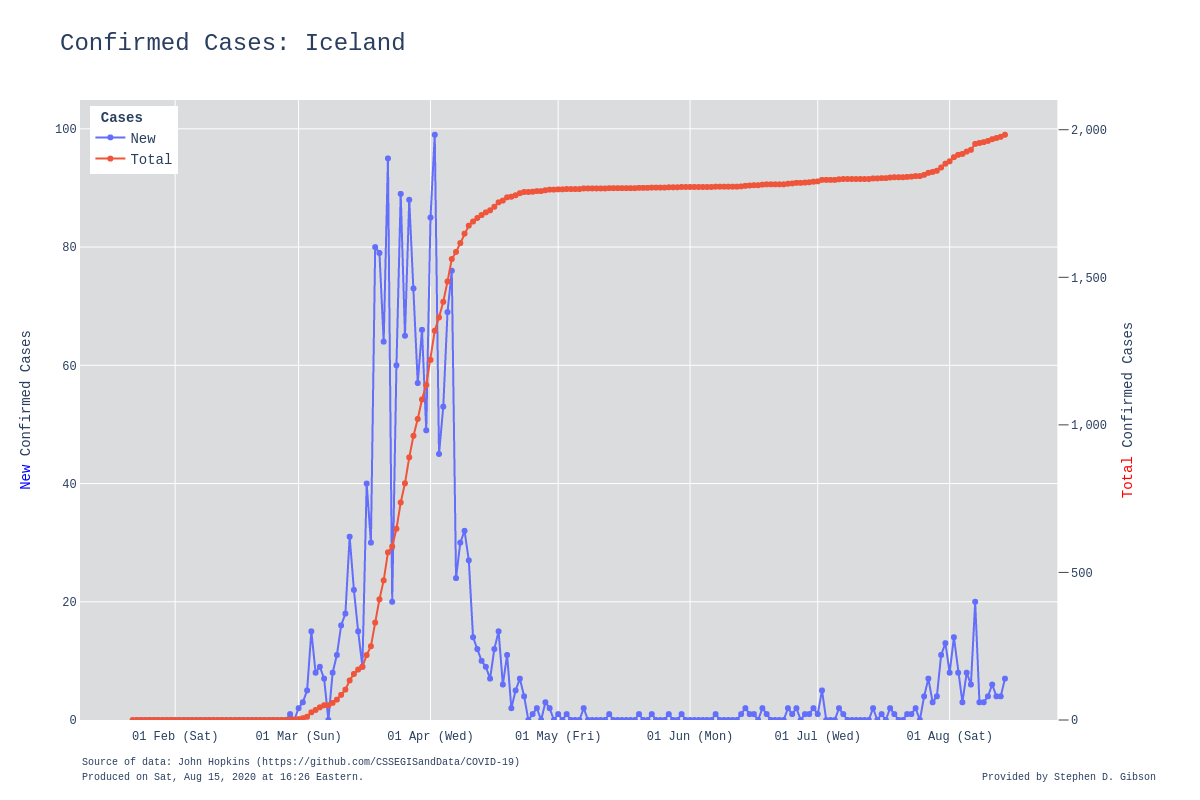 Confirmed Cases: Iceland
Cases
New
Total
100
80
60
40
20
0
2,000
1,500
1,000
500
0
New Confirmed Cases
Total Confirmed Cases
01 Feb (Sat) 01 Mar (Sun) 01 Apr (Wed) 01 May (Fri) 01 Jun (Mon) 01 Jul (Wed) 01 Aug (Sat)
Source of data: John Hopkins (https://github.com/CSSEGISandData/COVID-19)
Produced on Sat, Aug 15, 2020 at 16:26 Eastern.
Provided by Stephen D. Gibson